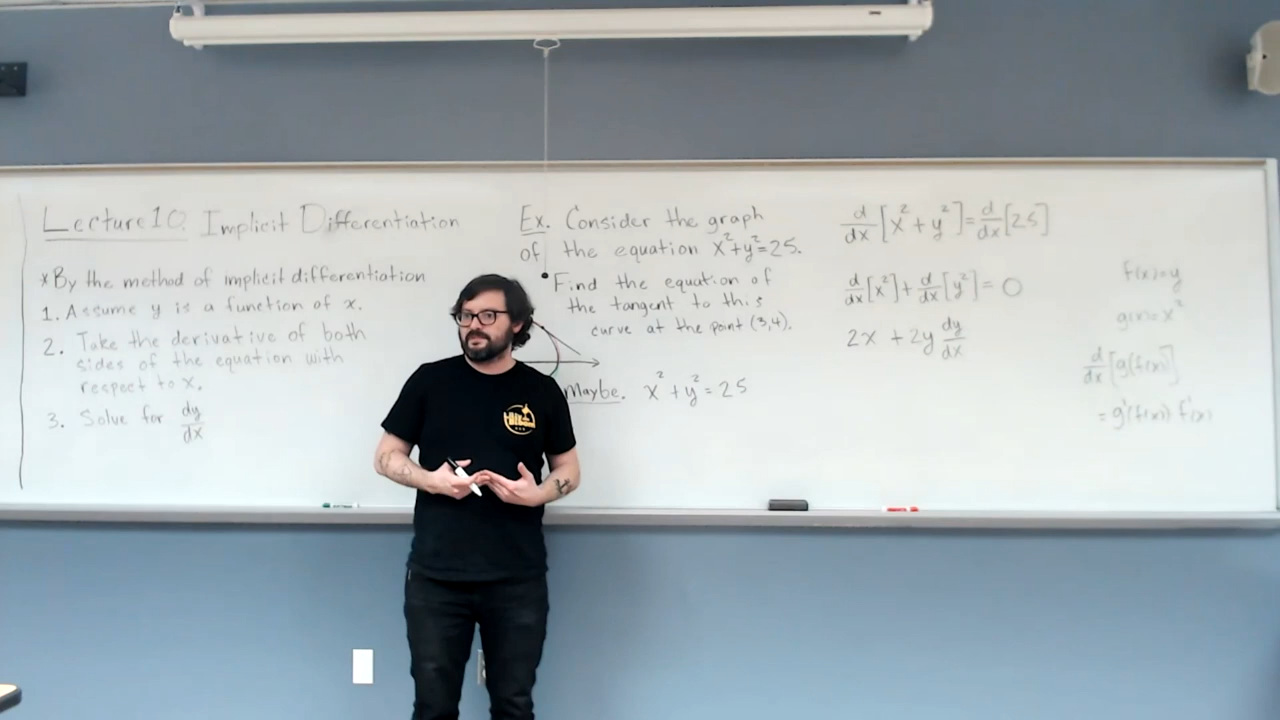 Lecture 10. Implicit Differentiation
*By the method of implicit differentiation
1. Assume y is a function of x.
2. Take the derivative of both
sides of the equation with
respect to x.
3. Solve for dy/dx
Ex. Consider the graph
of the equation x²+y²=25.
Find the equation of
the tangent to this
curve at the point (3,4).
Maybe. x²+y²=25
d/dx[x²+y²]=d/dx[25]
d/dx[x²]+d/dx[y²]=0
2x+2y dy/dx
f(x)=y
g(x)=x²
d/dx[g(f(x))]
=g'(f(x)) f'(x)